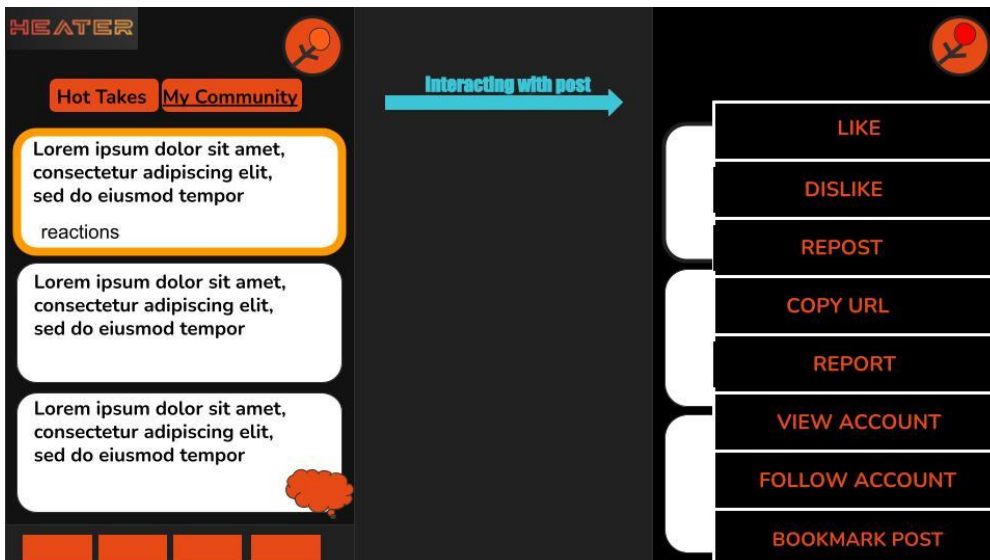 HEATER
Hot Takes
My Community
Lorem ipsum dolor sit amet,
consectetur adipiscing elit,
sed do eiusmod tempor
reactions
Lorem ipsum dolor sit amet,
consectetur adipiscing elit,
sed do eiusmod tempor
Lorem ipsum dolor sit amet,
consectetur adipiscing elit,
sed do eiusmod tempor
Interacting with post
LIKE
DISLIKE
REPOST
COPY URL
REPORT
VIEW ACCOUNT
FOLLOW ACCOUNT
BOOKMARK POST